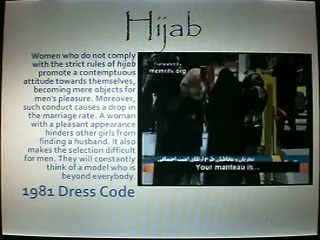 Hijab
Women who do not comply
with the strict rules of hijab
promote a contemptuous
attitude towards themselves,
becoming mere objects for
men's pleasure. Moreover,
such conduct causes a drop in
the marriage rate. A woman
with a pleasant appearance
hinders other girls from
finding a husband. It also
makes the selection difficult
for men. They will constantly
think of a model who is
beyond everybody.
1981 Dress Code
memritv.org
Your manteau is...